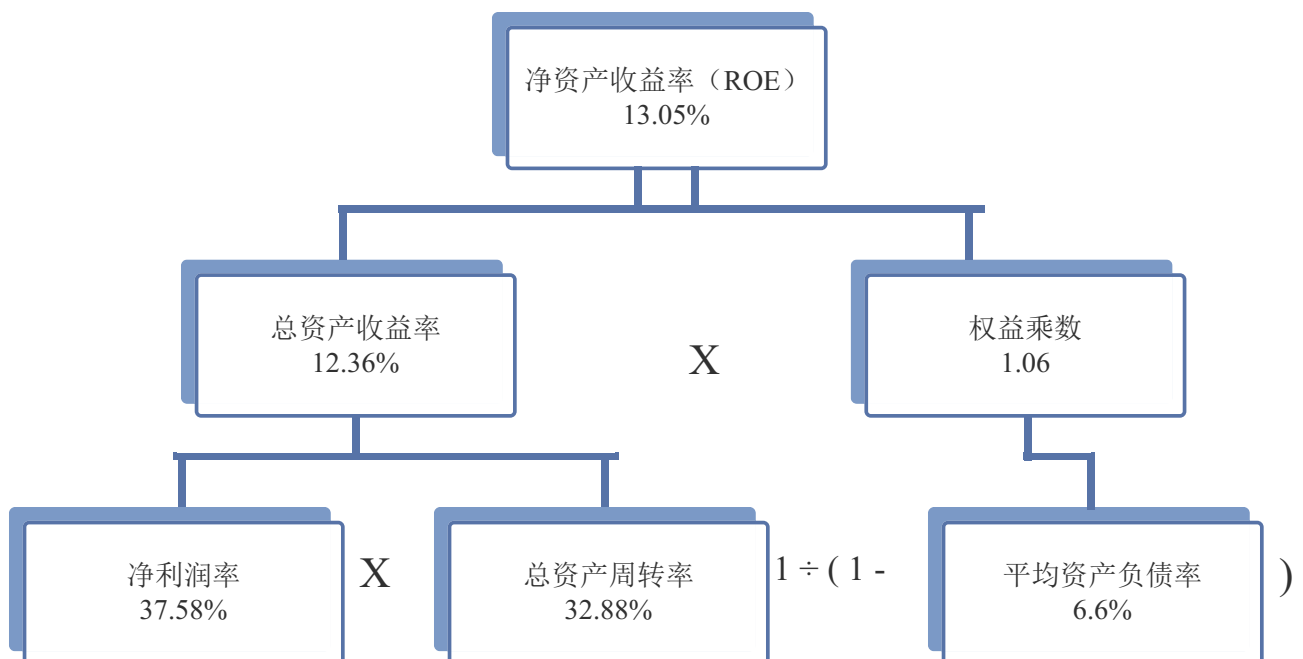 净资产收益率（ROE）
13.05%
总资产收益率
12.36%
X
权益乘数
1.06
净利润率
37.58%
X
总资产周转率
32.88%
1 ÷ ( 1 -
平均资产负债率
6.6%
)